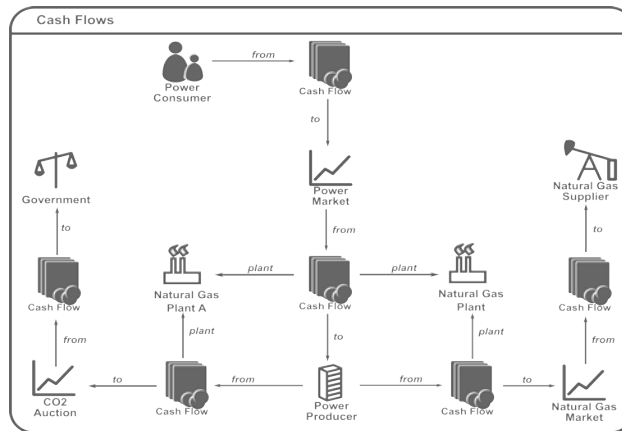 Cash Flows
from
Power
Consumer
Cash Flow
to
Government
Power
Market
Natural Gas
Supplier
to
from
to
plant
plant
Cash Flow
Natural Gas
Plant A
Cash Flow
Natural Gas
Plant
Cash Flow
from
plant
to
plant
from
to
from
from
to
CO2
Auction
Cash Flow
Power
Producer
Cash Flow
Natural Gas
Market